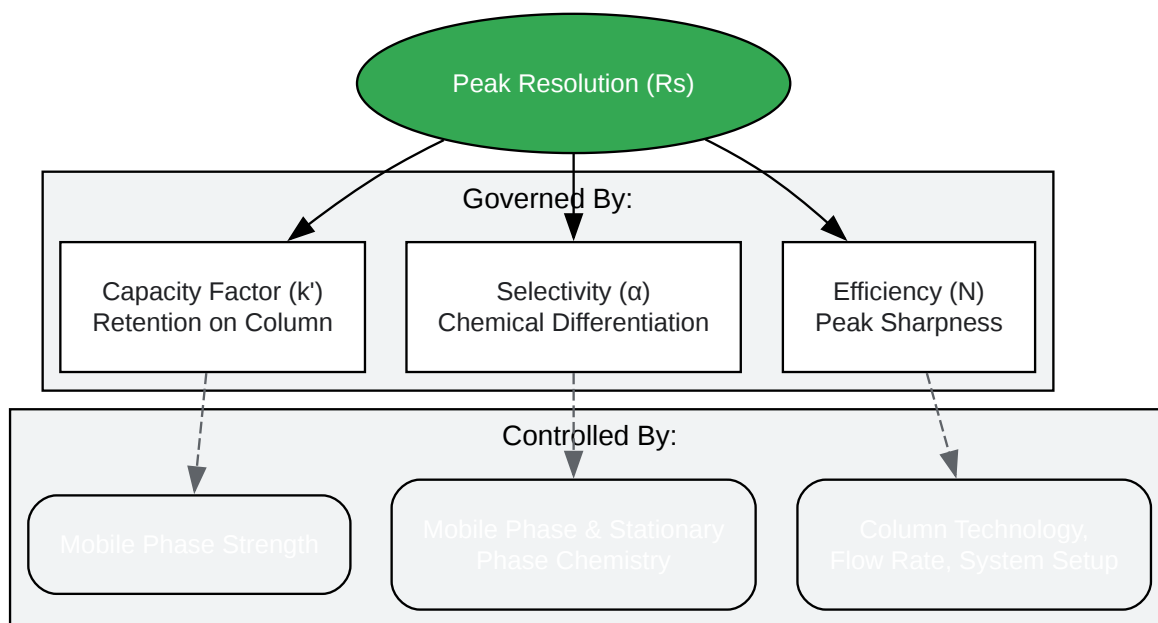 Peak Resolution (Rs)
Governed By:
Capacity Factor (k')
Retention on Column
Selectivity (α)
Chemical Differentiation
Efficiency (N)
Peak Sharpness
Controlled By:
Mobile Phase Strength
Mobile Phase & Stationary
Phase Chemistry
Column Technology,
Flow Rate, System Setup